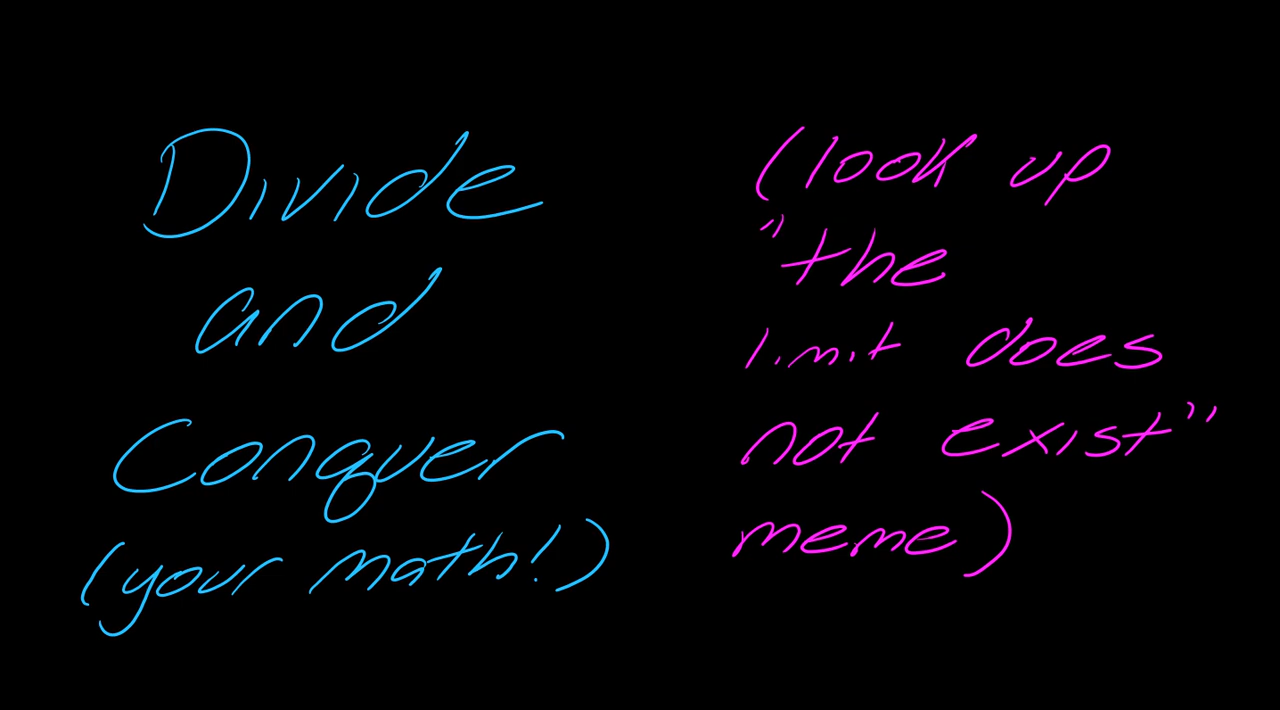 Divide
and
Conquer
(your math!)
(look up
"the
limit does
not exist"
meme)